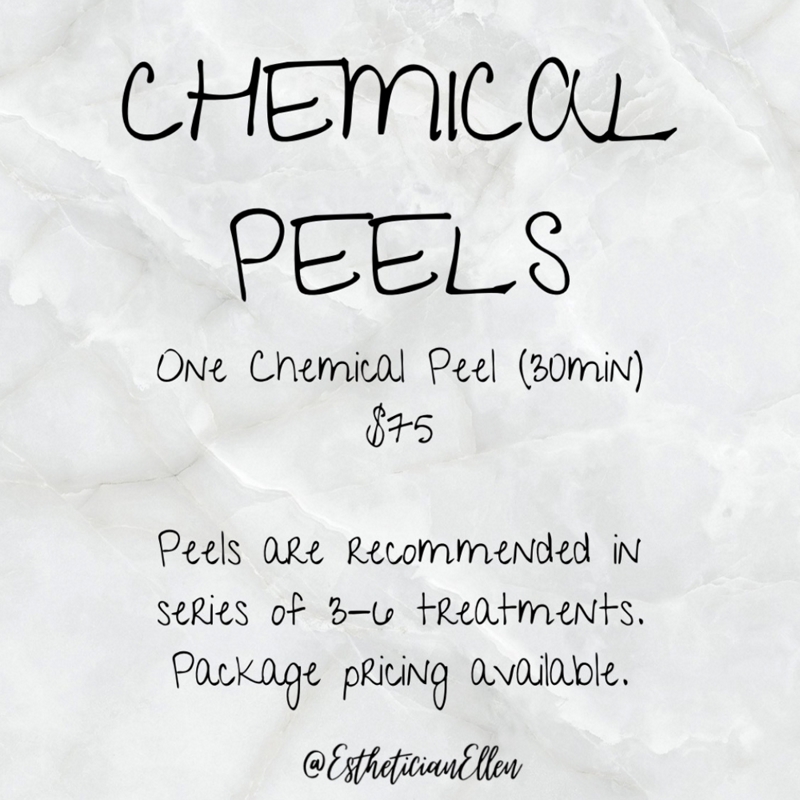 CHEMICAL
PEELS
One Chemical Peel (30min)
$75
Peels are recommended in
series of 3-6 treatments.
Package pricing available.
@EstheticianEllen